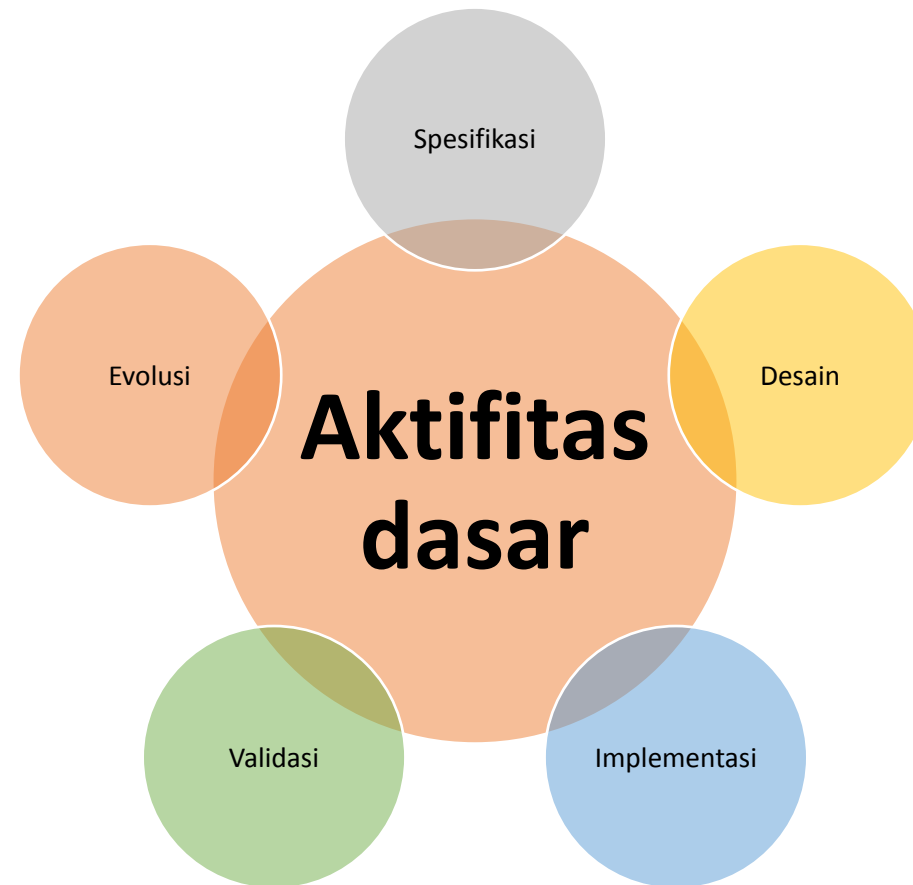 Spesifikasi
Evolusi
Desain
Aktifitas
dasar
Validasi
Implementasi